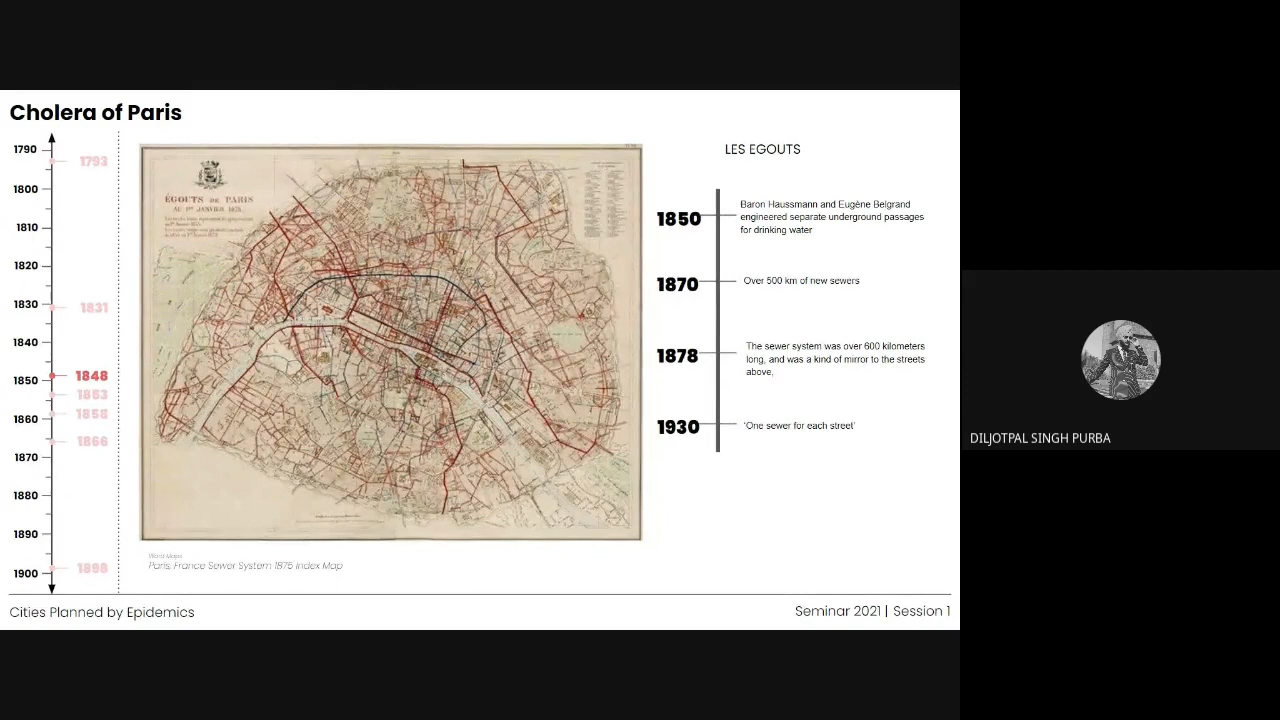 Cholera of Paris
1790
1793
1800
1810
1820
1830
1831
1840
1848
1850
1858
1860
1866
1870
1880
1890
1898
1900
ÉGOUTS DE PARIS
AU 1er JANVIER 1878.
World Maps
Paris, France Sewer System 1875 Index Map
LES EGOUTS
1850
Baron Haussmann and Eugène Belgrand
engineered separate underground passages
for drinking water
1870
Over 500 km of new sewers
1878
The sewer system was over 600 kilometers
long, and was a kind of mirror to the streets
above,
1930
'One sewer for each street'
Cities Planned by Epidemics
Seminar 2021 | Session 1
DILJOTPAL SINGH PURBA